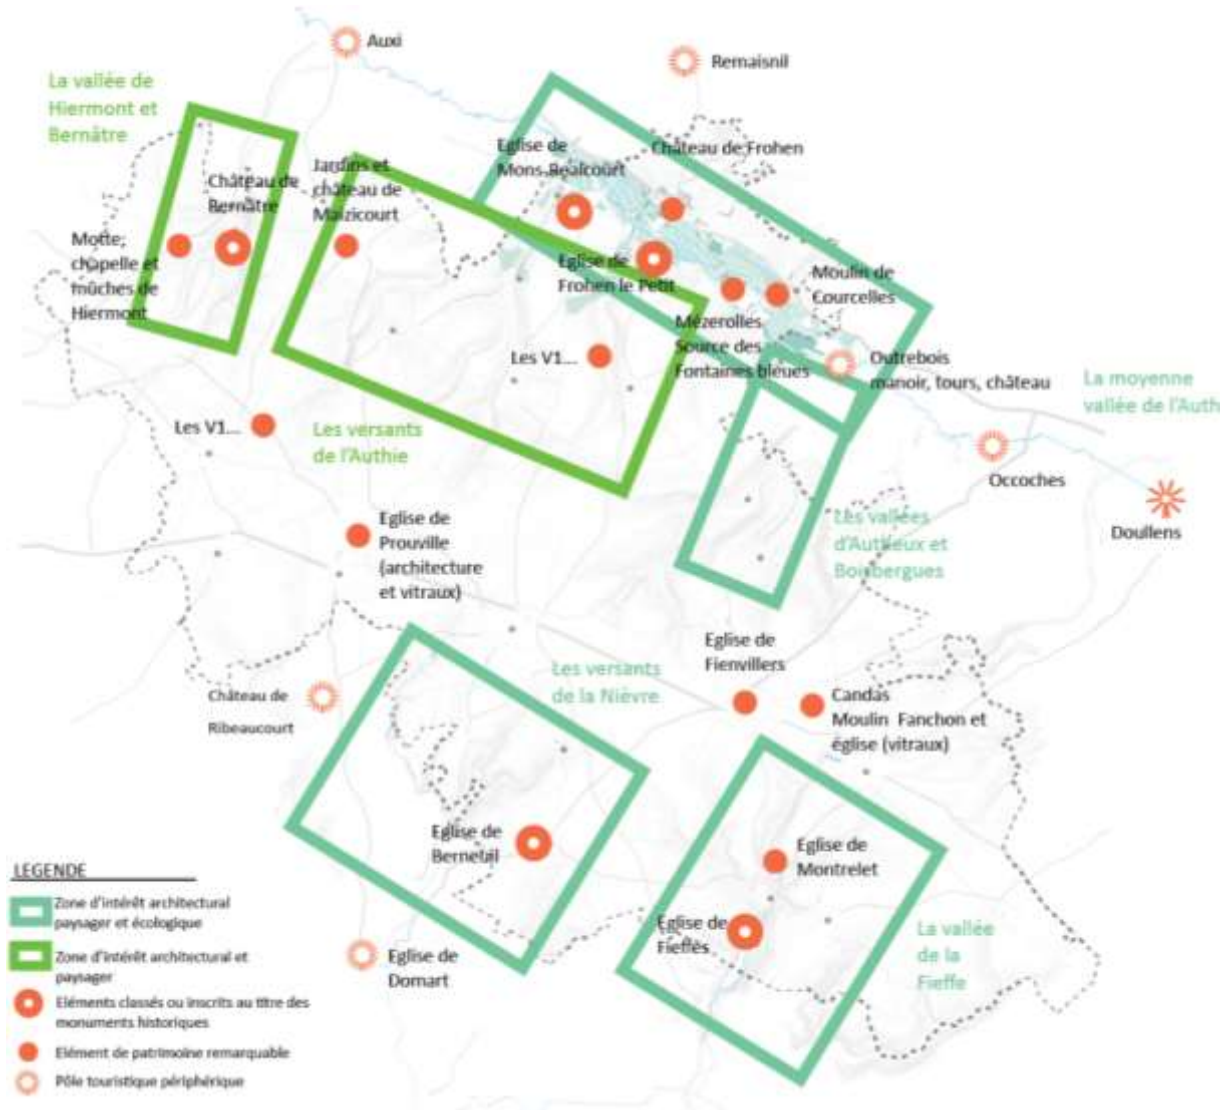 Auxi
Remaisnil
La vallée de
Hiermont et
Bernâtre
Eglise de
Mons-Bealcourt
Château de Frohen
Jardins et
château de
Maizicourt
Château de
Bernâtre
Motte,
chapelle et
mûches de
Hiermont
Eglise de
Frohen le Petit
Moulin de
Courcelles
Mézerolles
Source des
Fontaines bleues
Les V1...
Outrebois
manoir, tours, château
La moyenne
vallée de l'Auth
Les V1...
Les versants
de l'Authie
Occoches
Doullens
Eglise de
Prouville
(architecture
et vitraux)
Les vallées
d'Autheux et
Boisbergues
Eglise de
Fienvillers
Les versants
de la Nièvre
Château de
Ribeaucourt
Candas
Moulin Fanchon et
église (vitraux)
Eglise de
Berneuil
Eglise de
Montrelet
Eglise de
Fieffes
La vallée
de la
Fieffe
Eglise de
Domart
LEGENDE
Zone d'intérêt architectural
paysager et écologique
Zone d'intérêt architectural et
paysager
Eléments classés ou inscrits au titre des
monuments historiques
Elément de patrimoine remarquable
Pôle touristique périphérique